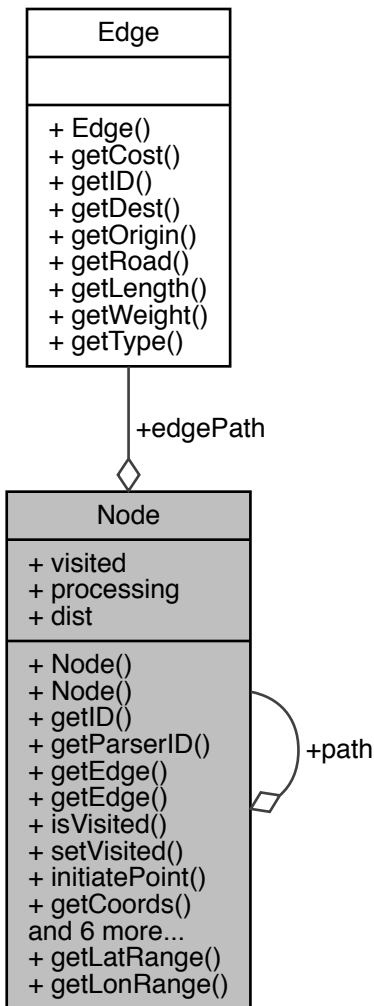 Edge
+ Edge()
+ getCost()
+ getID()
+ getDest()
+ getOrigin()
+ getRoad()
+ getLength()
+ getWeight()
+ getType()
+edgePath
Node
+ visited
+ processing
+ dist
+ Node()
+ Node()
+ getID()
+ getParserID()
+ getEdge()
+ getEdge()
+ isVisited()
+ setVisited()
+ initiatePoint()
+ getCoords()
and 6 more...
+ getLatRange()
+ getLonRange()
+path